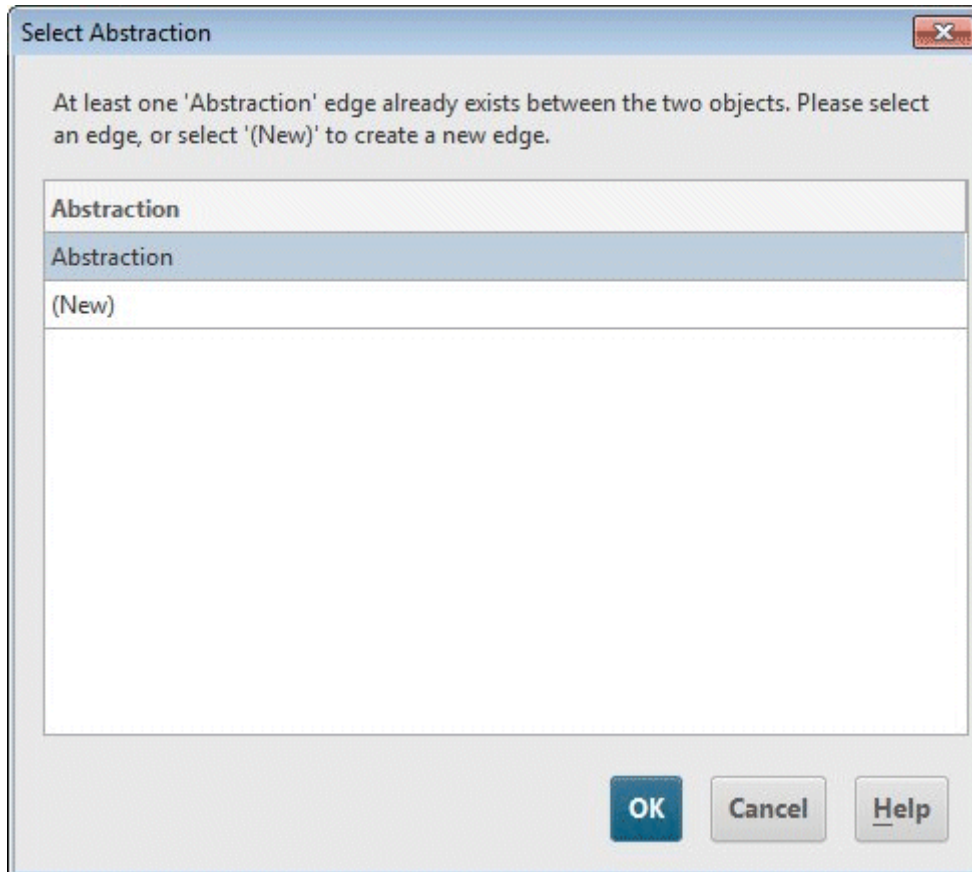 Select Abstraction
At least one 'Abstraction' edge already exists between the two objects. Please select
an edge, or select '(New)' to create a new edge.
Abstraction
Abstraction
(New)
OK Cancel Help